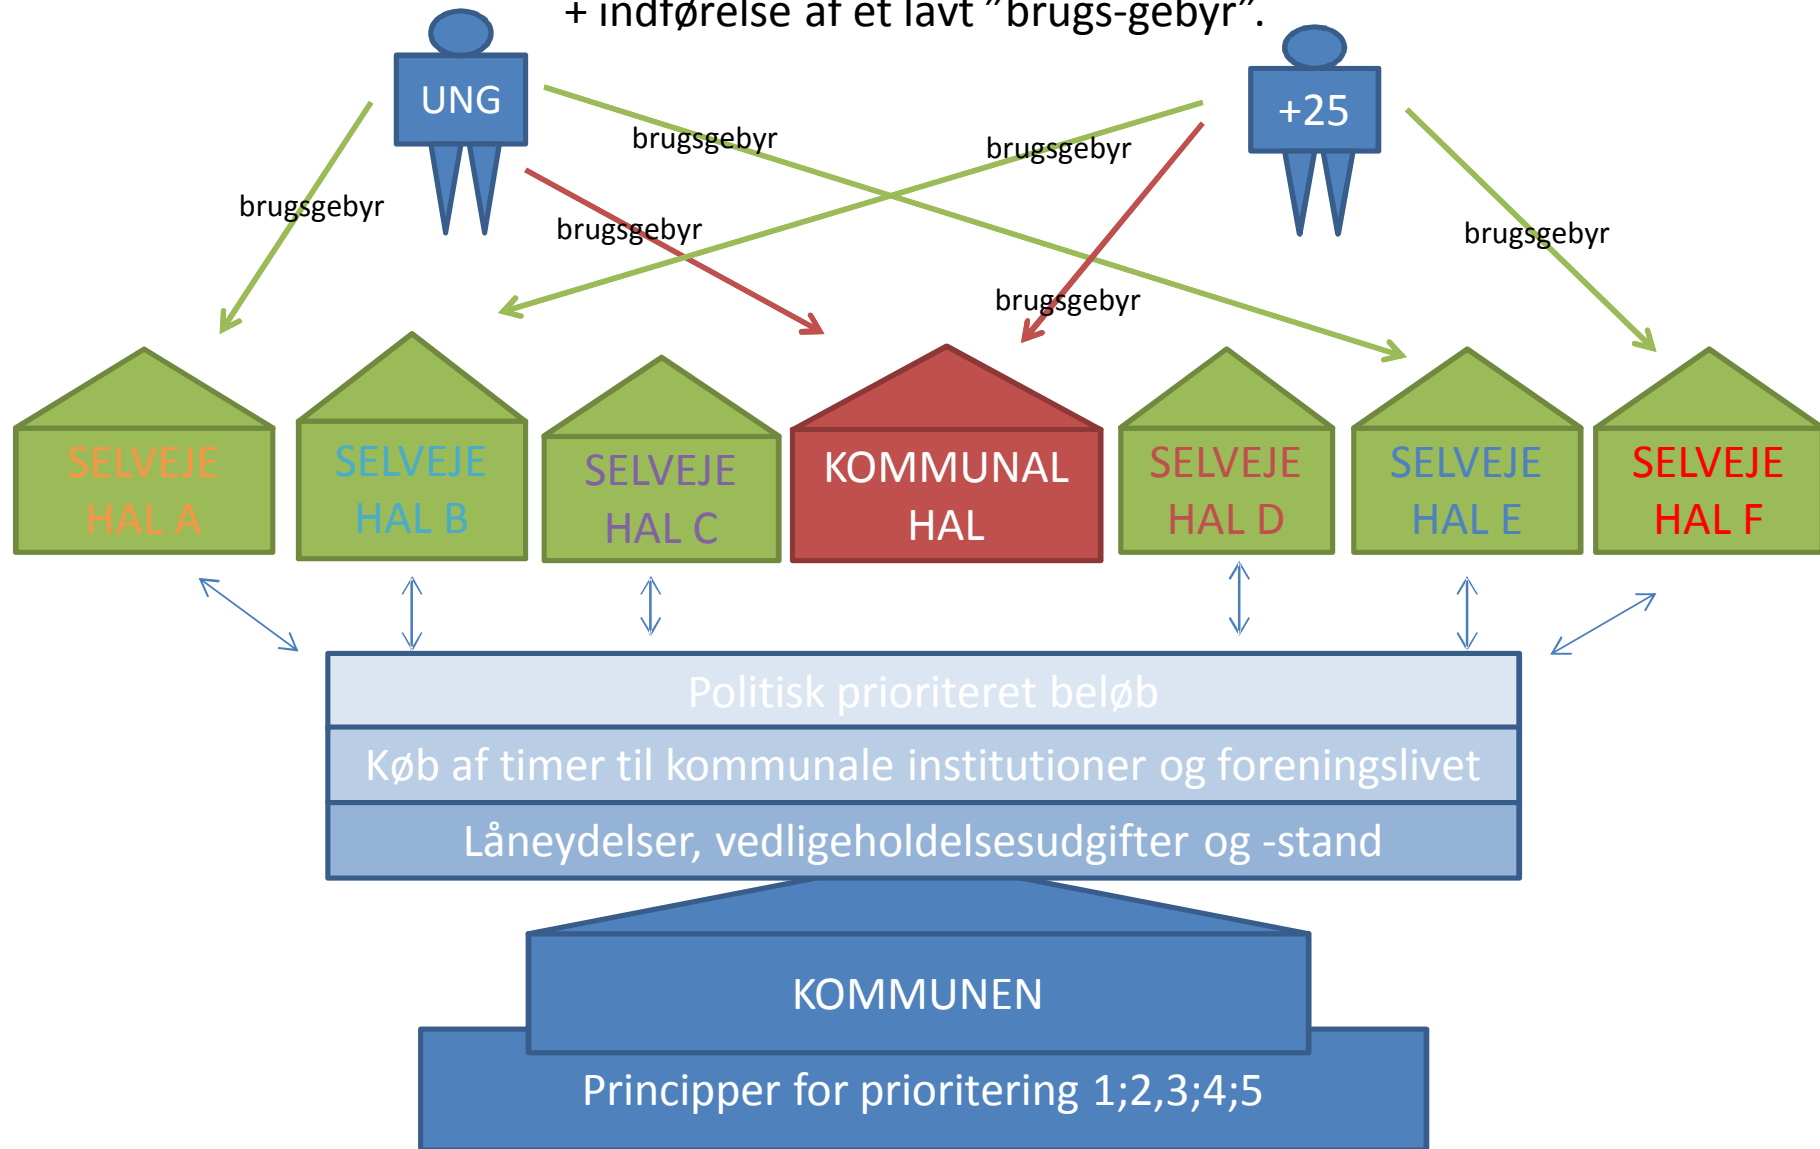 + indførelse af et lavt ”brugs-gebyr”.
UNG
+25
brugsgebyr
brugsgebyr
brugsgebyr
brugsgebyr
brugsgebyr
brugsgebyr
SELVEJE
HAL A
SELVEJE
HAL B
SELVEJE
HAL C
KOMMUNAL
HAL
SELVEJE
HAL D
SELVEJE
HAL E
SELVEJE
HAL F
Politisk prioriteret beløb
Køb af timer til kommunale institutioner og foreningslivet
Låneydelser, vedligeholdelsesudgifter og -stand
KOMMUNEN
Principper for prioritering 1;2,3;4;5